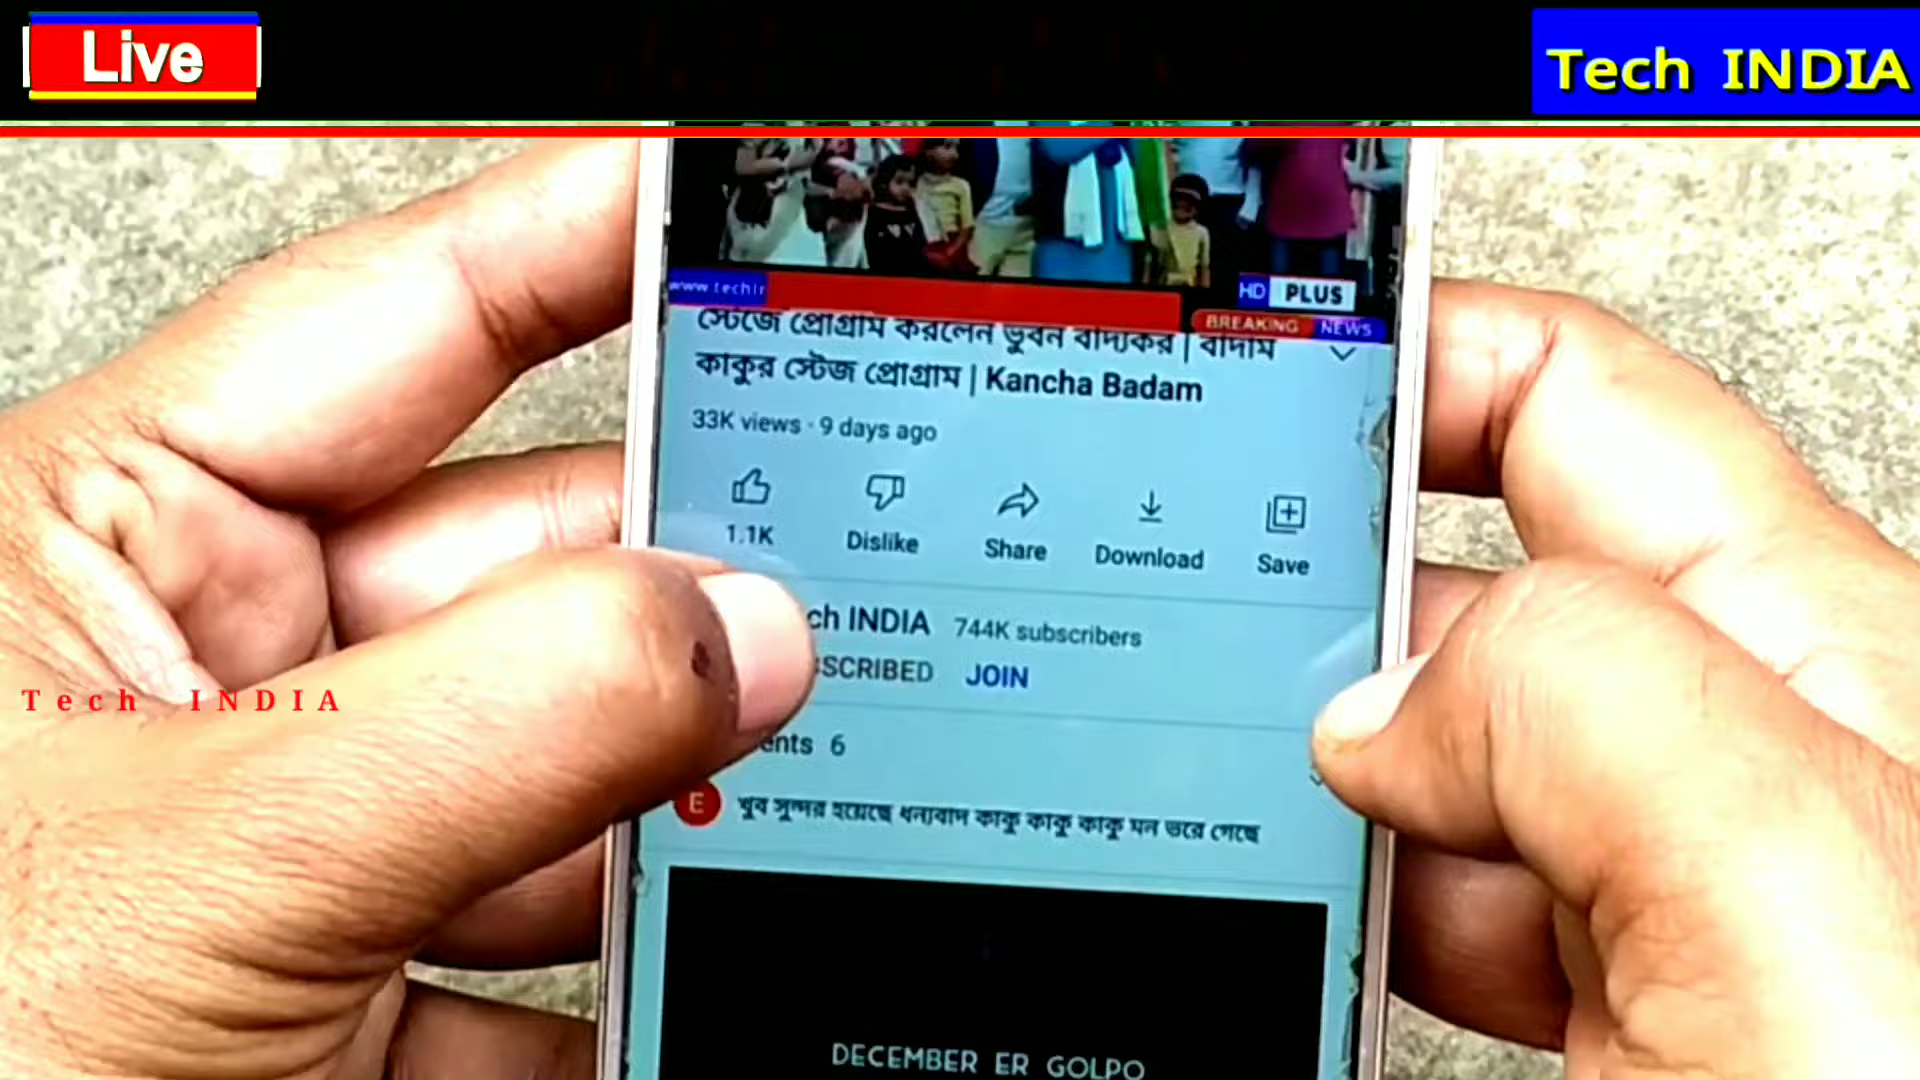 Live
Tech INDIA
www.techir
HD PLUS
BREAKING NEWS
স্টেজে প্রোগ্রাম করলেন ভুবন বাদ্যকর | বাদাম
কাকুর স্টেজ প্রোগ্রাম | Kancha Badam
33K views · 9 days ago
1.1K
Dislike
Share
Download
Save
ch INDIA 744K subscribers
SCRIBED JOIN
ents 6
E
খুব সুন্দর হয়েছে ধন্যবাদ কাকু কাকু কাকু মন ভরে গেছে
Tech INDIA
DECEMBER ER GOLPO